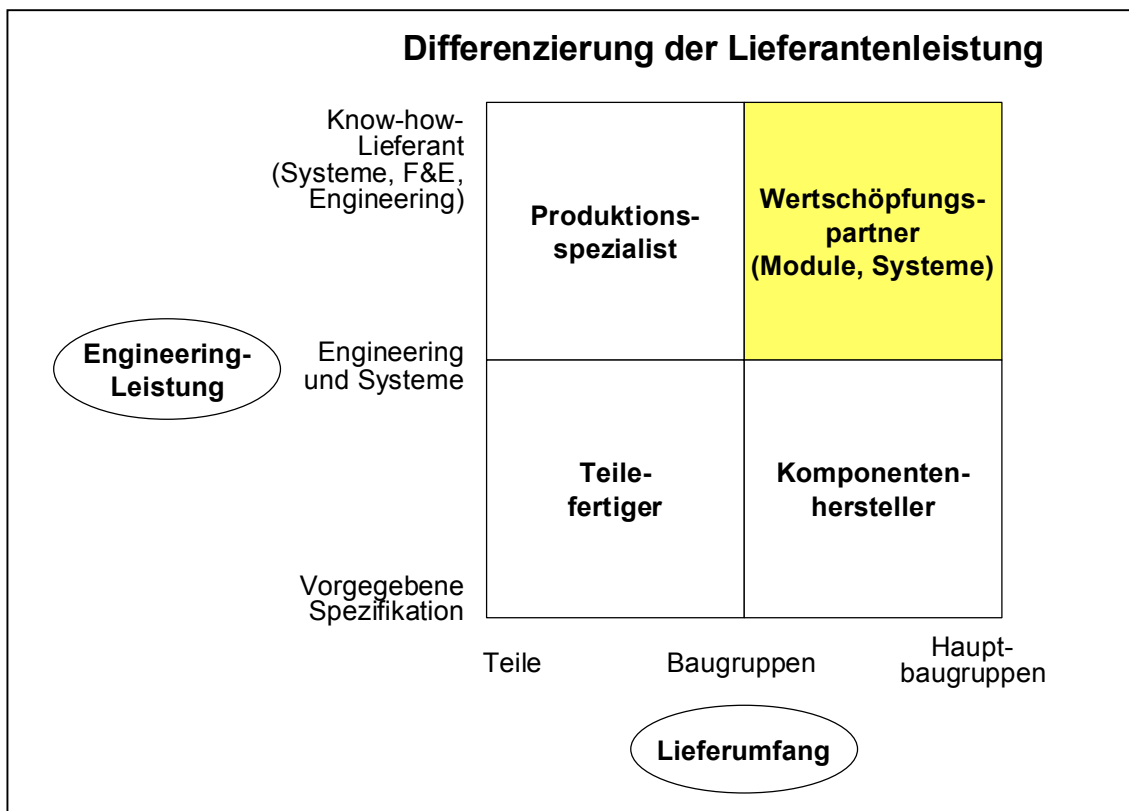 Differenzierung der Lieferantenleistung
Know-how-
Lieferant
(Systeme, F&E,
Engineering)
Produktions-
spezialist
Wertschöpfungs-
partner
(Module, Systeme)
Engineering-
Leistung
Engineering
und Systeme
Teile-
fertiger
Komponenten-
hersteller
Vorgegebene
Spezifikation
Teile
Baugruppen
Haupt-
baugruppen
Lieferumfang